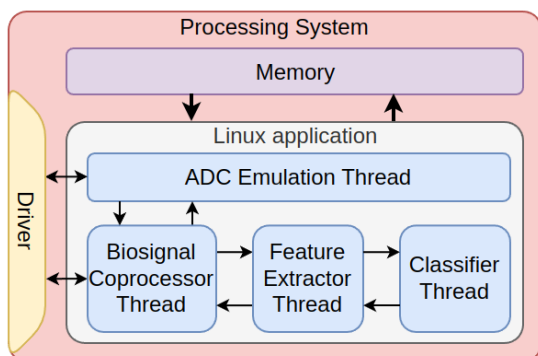 Processing System
Memory
Linux application
ADC Emulation Thread
Driver
Biosignal
Coprocessor
Thread
Feature
Extractor
Thread
Classifier
Thread